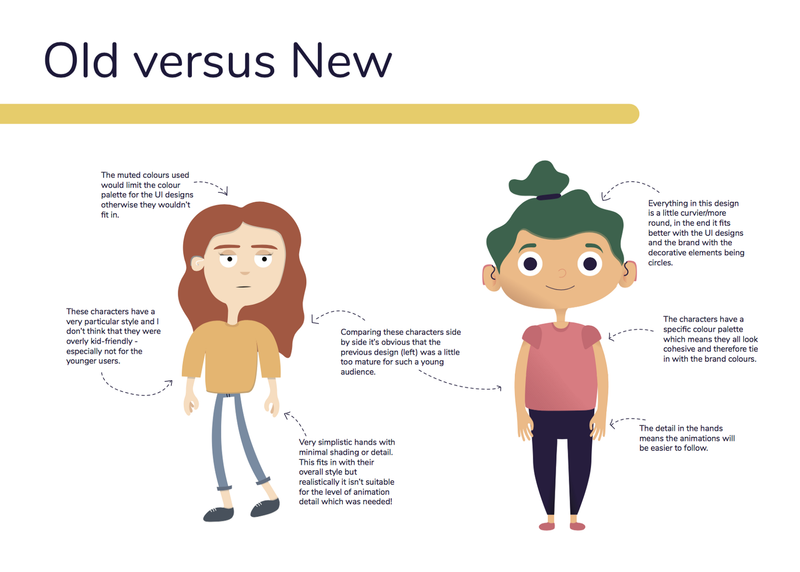 Old versus New
The muted colours used
would limit the colour
palette for the UI designs
otherwise they wouldn't
fit in.
Everything in this design
is a little curvier/more
round, in the end it fits
better with the UI designs
and the brand with the
decorative elements being
circles.
These characters have a
very particular style and I
don't think that they were
overly kid-friendly -
especially not for the
younger users.
Comparing these characters side
by side it's obvious that the
previous design (left) was a little
too mature for such a young
audience.
The characters have a
specific colour palette
which means they all look
cohesive and therefore tie
in with the brand colours.
Very simplistic hands with
minimal shading or detail.
This fits in with their
overall style but
realistically it isn't suitable
for the level of animation
detail which was needed!
The detail in the hands
means the animations will
be easier to follow.